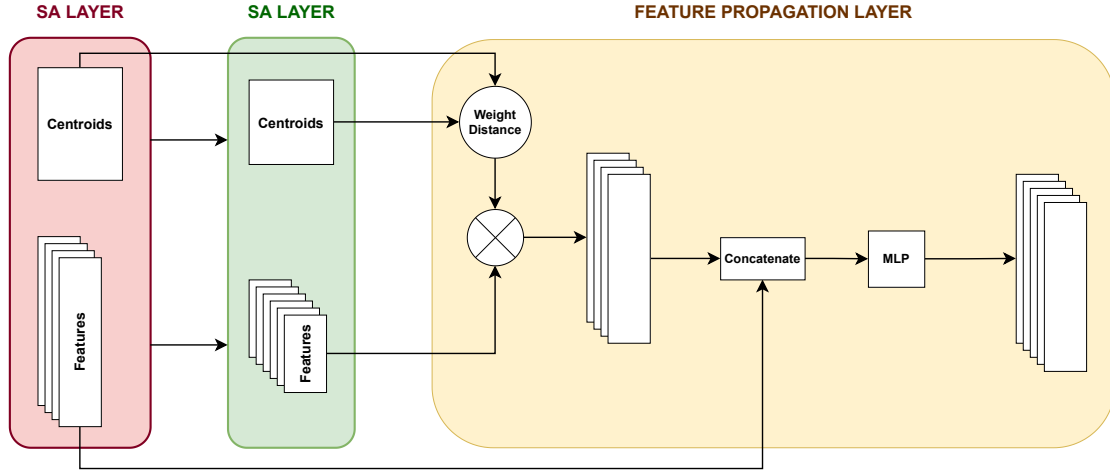 SA LAYER
SA LAYER
FEATURE PROPAGATION LAYER
Centroids
Centroids
Weight
Distance
Features
Features
Concatenate
MLP